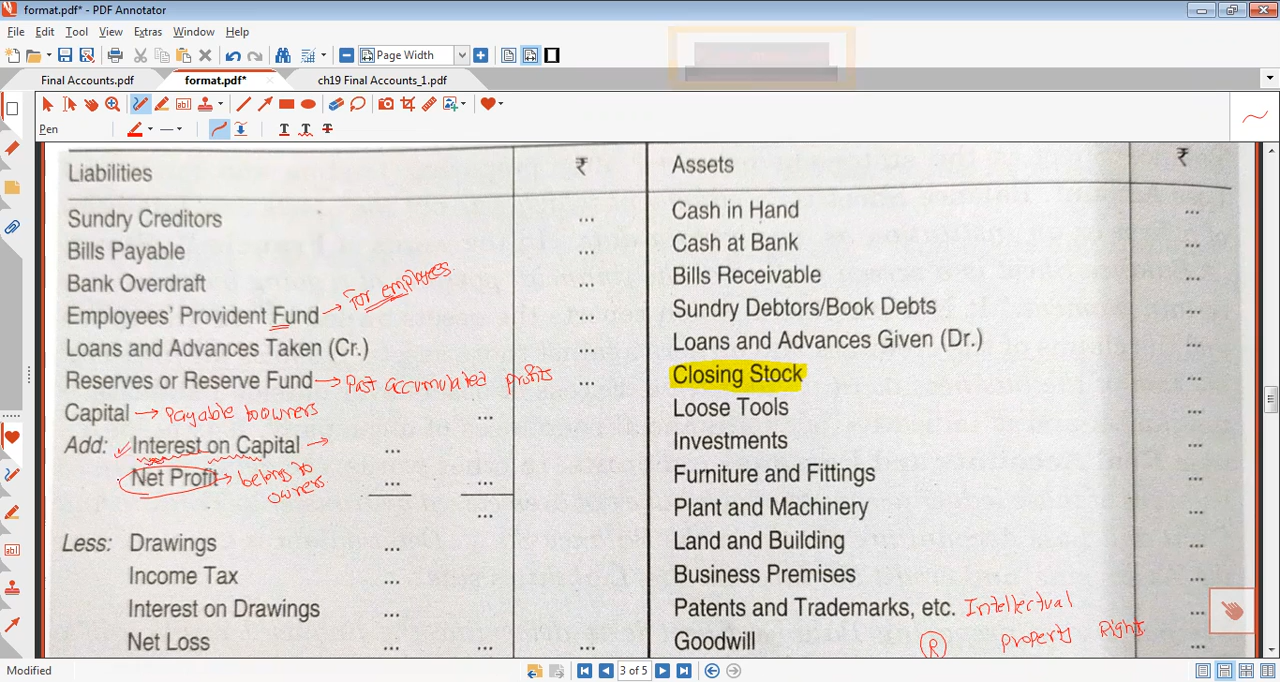 format.pdf* - PDF Annotator
File Edit Tool View Extras Window Help
Page Width
Final Accounts.pdf format.pdf* ch19 Final Accounts_1.pdf
Pen
Liabilities ₹ Assets ₹
Sundry Creditors ... Cash in Hand ...
Bills Payable ... Cash at Bank ...
Bank Overdraft ... Bills Receivable ...
Employees' Provident Fund → For employees ... Sundry Debtors/Book Debts ...
Loans and Advances Taken (Cr.) ... Loans and Advances Given (Dr.) ...
Reserves or Reserve Fund → Past accumulated profits ... Closing Stock ...
Capital → Payable to owners ... Loose Tools ...
Add: Interest on Capital → ... Investments ...
Net Profit → belong to owners ... ... Furniture and Fittings ...
... Plant and Machinery ...
Less: Drawings ... Land and Building ...
Income Tax ... Business Premises ...
Interest on Drawings ... Patents and Trademarks, etc. Intellectual ...
Net Loss ... ... ... Goodwill ® Property Right ...
Modified 3 of 5